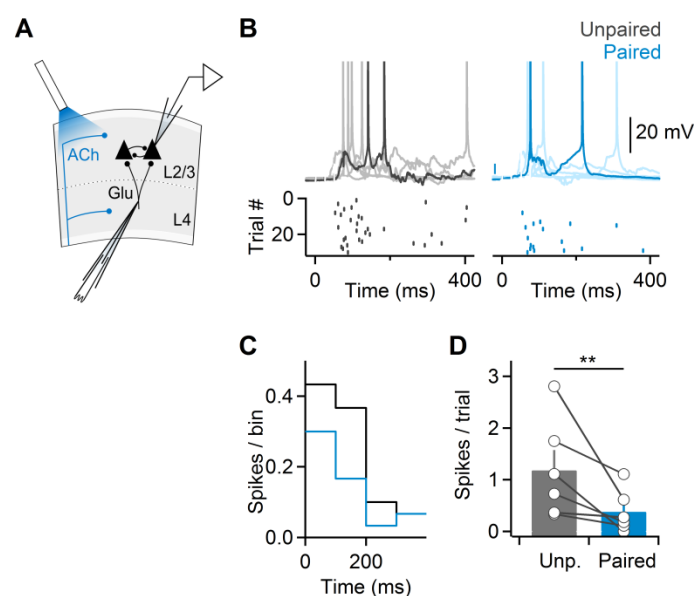 A
ACh
L2/3
Glu
L4
B
Unpaired
Paired
20 mV
Trial #
0
20
0
400
0
400
Time (ms)
Time (ms)
C
Spikes / bin
0.4
0.2
0.0
0
200
Time (ms)
D
**
Spikes / trial
3
2
1
0
Unp.
Paired